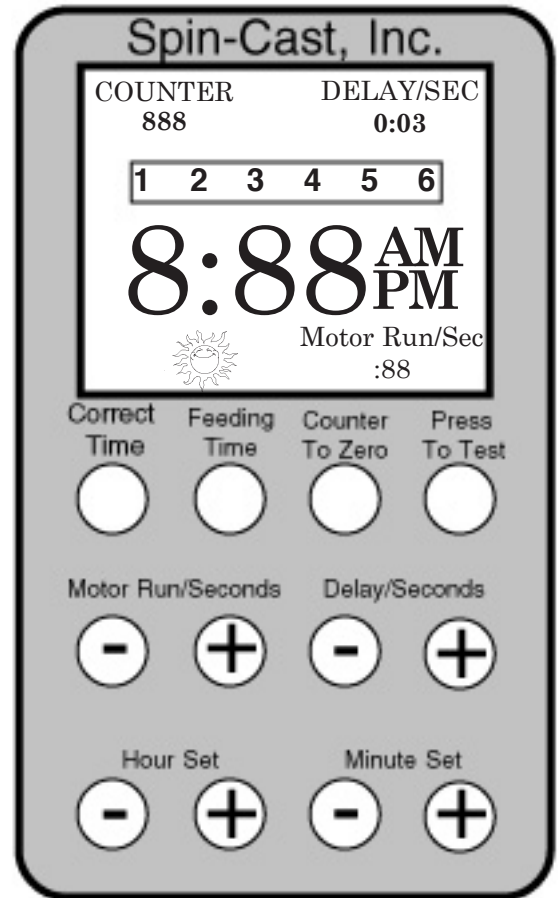 Spin-Cast, Inc.
COUNTER DELAY/SEC
888 0:03
1 2 3 4 5 6
8:88 AM PM
Motor Run/Sec
:88
Correct Time Feeding Time Counter To Zero Press To Test
Motor Run/Seconds Delay/Seconds
- + - +
Hour Set Minute Set
- + - +